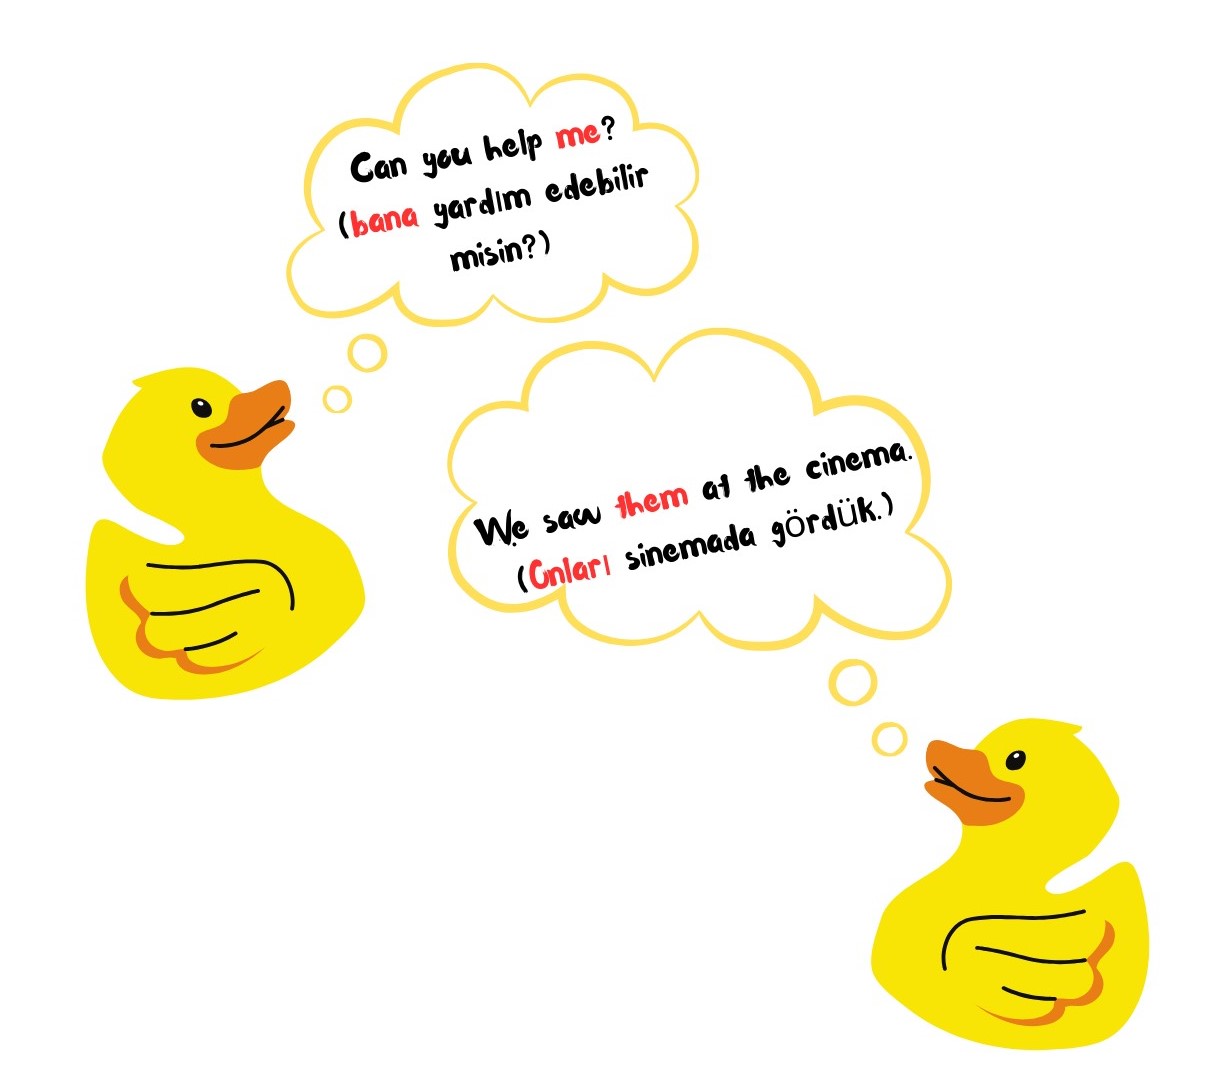 Can you help me?
(bana yardım edebilir
misin?)
We saw them at the cinema.
(Onları sinemada gördük.)